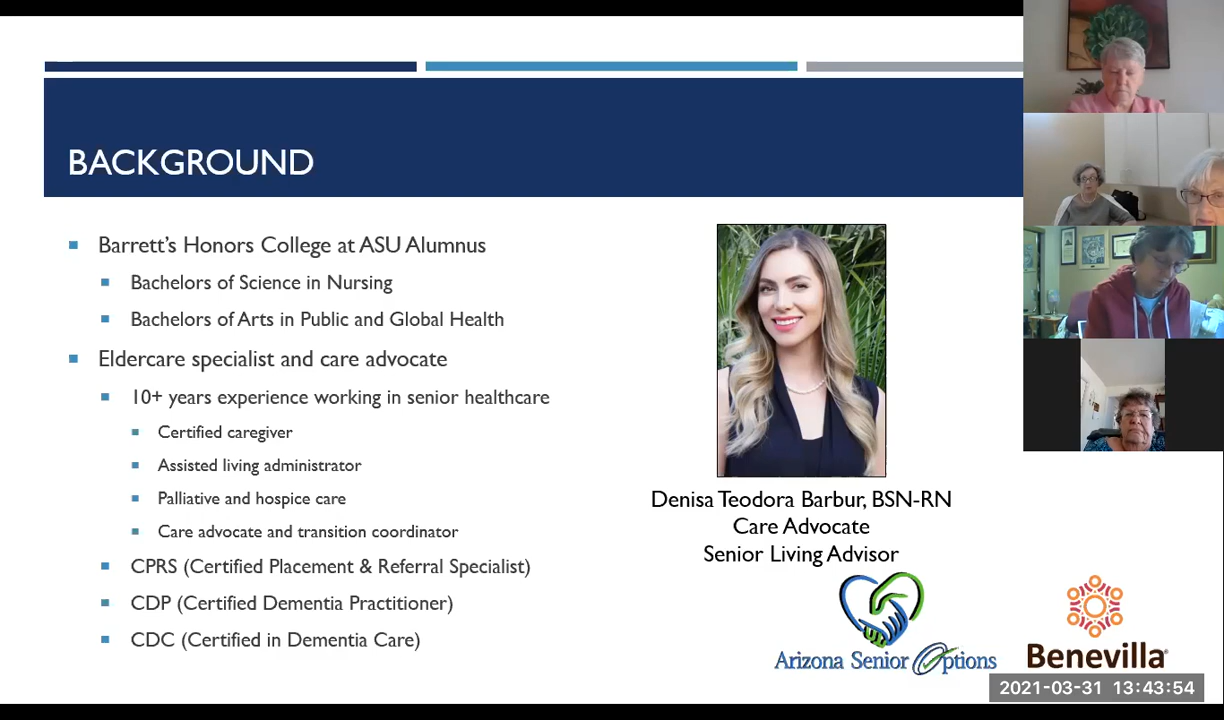 BACKGROUND
Barrett's Honors College at ASU Alumnus
Bachelors of Science in Nursing
Bachelors of Arts in Public and Global Health
Eldercare specialist and care advocate
10+ years experience working in senior healthcare
Certified caregiver
Assisted living administrator
Palliative and hospice care
Care advocate and transition coordinator
CPRS (Certified Placement & Referral Specialist)
CDP (Certified Dementia Practitioner)
CDC (Certified in Dementia Care)
Denisa Teodora Barbur, BSN-RN
Care Advocate
Senior Living Advisor
Arizona Senior Options
Benevilla®
2021-03-31 13:43:54